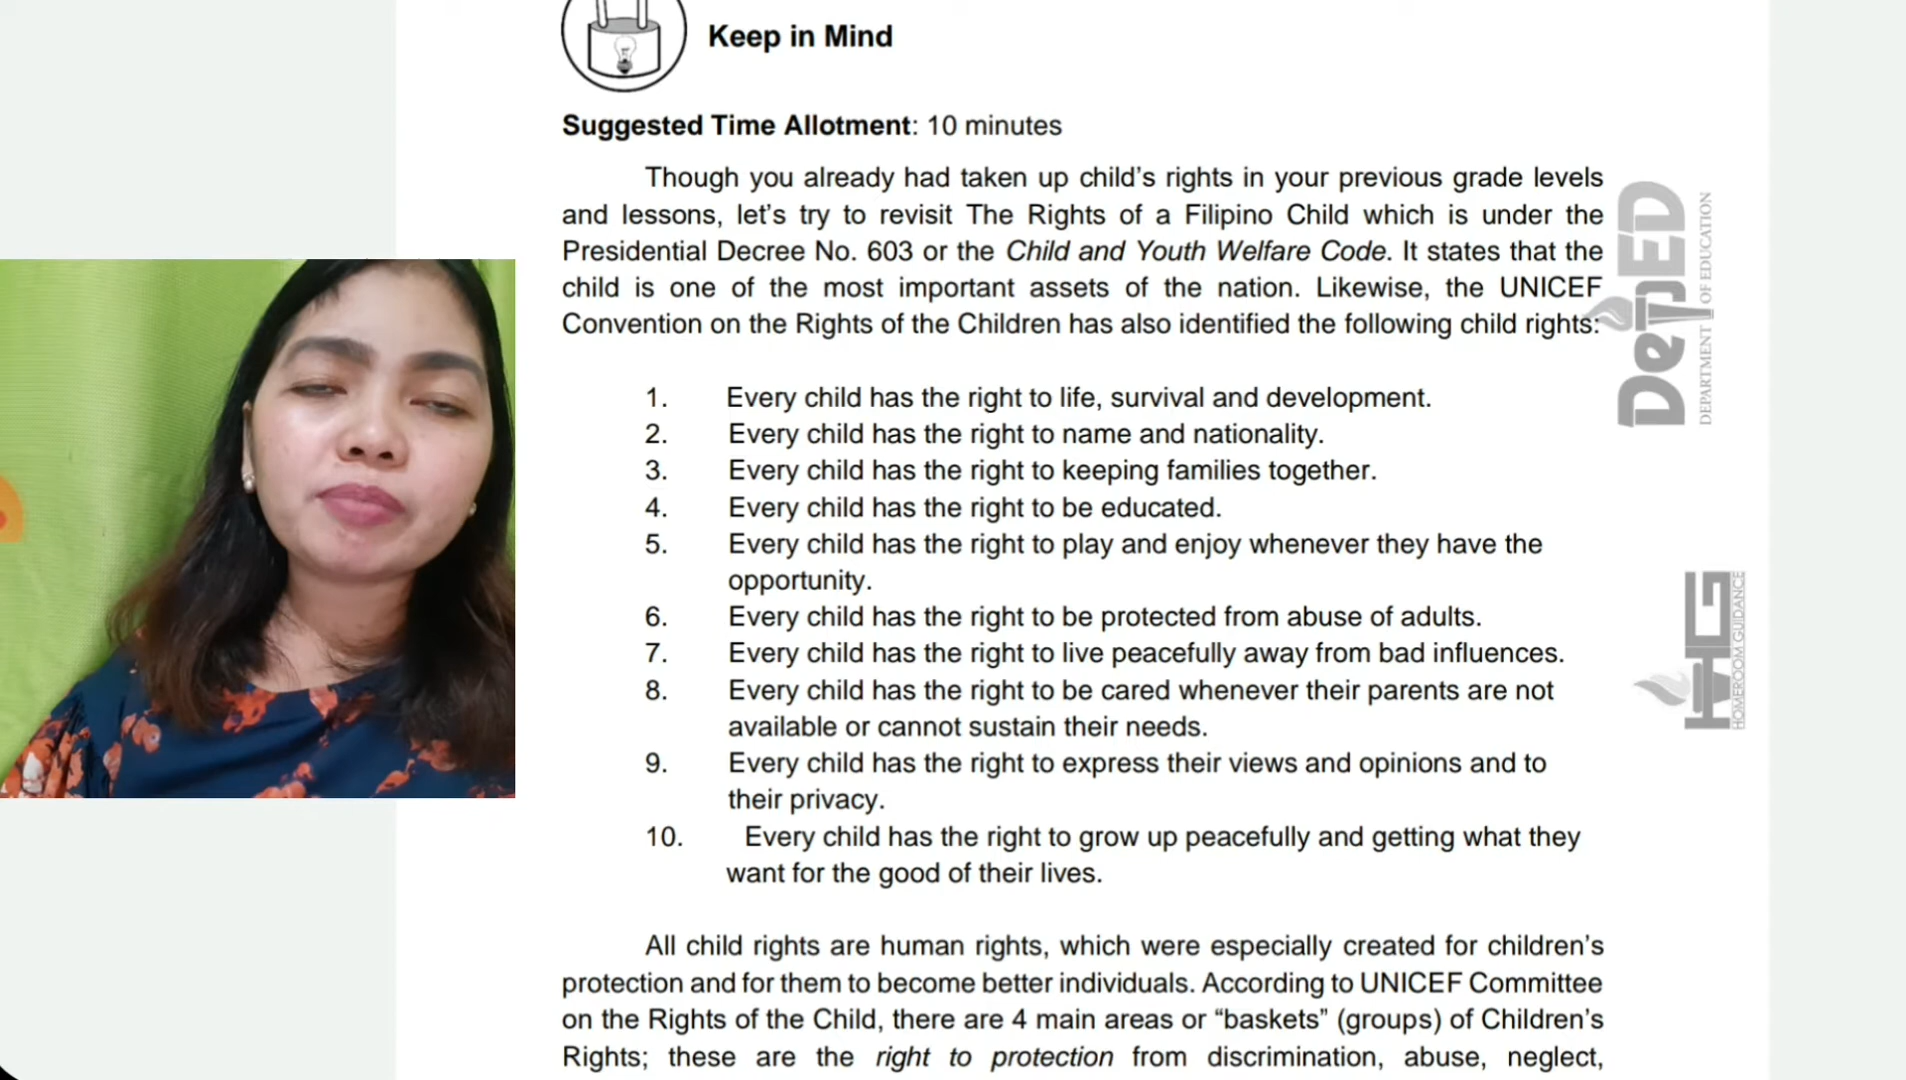 Keep in Mind
Suggested Time Allotment: 10 minutes
Though you already had taken up child’s rights in your previous grade levels
and lessons, let’s try to revisit The Rights of a Filipino Child which is under the
Presidential Decree No. 603 or the Child and Youth Welfare Code. It states that the
child is one of the most important assets of the nation. Likewise, the UNICEF
Convention on the Rights of the Children has also identified the following child rights:
1. Every child has the right to life, survival and development.
2. Every child has the right to name and nationality.
3. Every child has the right to keeping families together.
4. Every child has the right to be educated.
5. Every child has the right to play and enjoy whenever they have the
opportunity.
6. Every child has the right to be protected from abuse of adults.
7. Every child has the right to live peacefully away from bad influences.
8. Every child has the right to be cared whenever their parents are not
available or cannot sustain their needs.
9. Every child has the right to express their views and opinions and to
their privacy.
10. Every child has the right to grow up peacefully and getting what they
want for the good of their lives.
All child rights are human rights, which were especially created for children’s
protection and for them to become better individuals. According to UNICEF Committee
on the Rights of the Child, there are 4 main areas or “baskets” (groups) of Children’s
Rights; these are the right to protection from discrimination, abuse, neglect,
DepED
DEPARTMENT OF EDUCATION
HG
HOMEROOM GUIDANCE